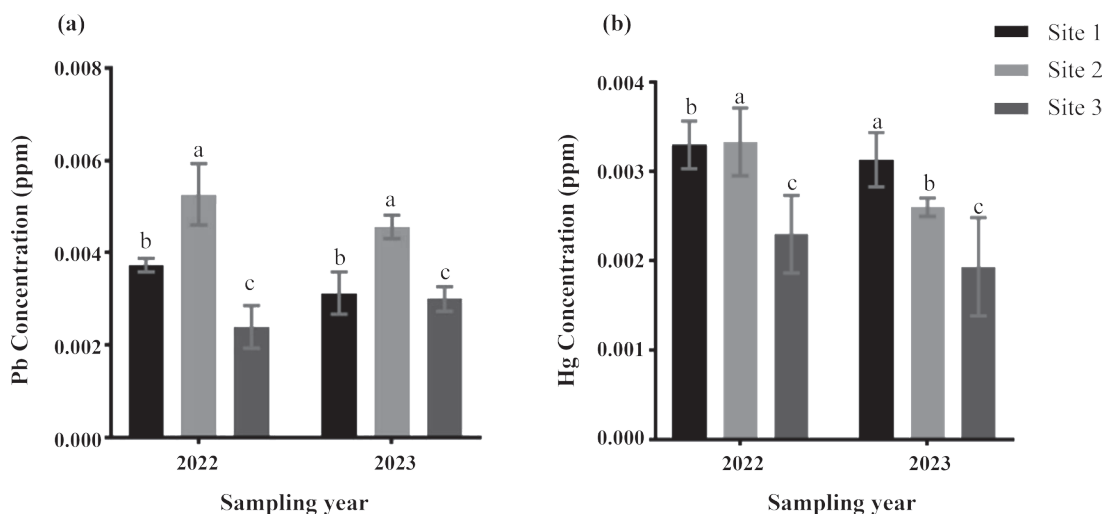 (a)
Pb Concentration (ppm)
0.008
0.006
0.004
0.002
0.000
b
a
c
b
a
c
2022
2023
Sampling year
(b)
Hg Concentration (ppm)
0.004
0.003
0.002
0.001
0.000
b
a
c
a
b
c
2022
2023
Sampling year
Site 1
Site 2
Site 3